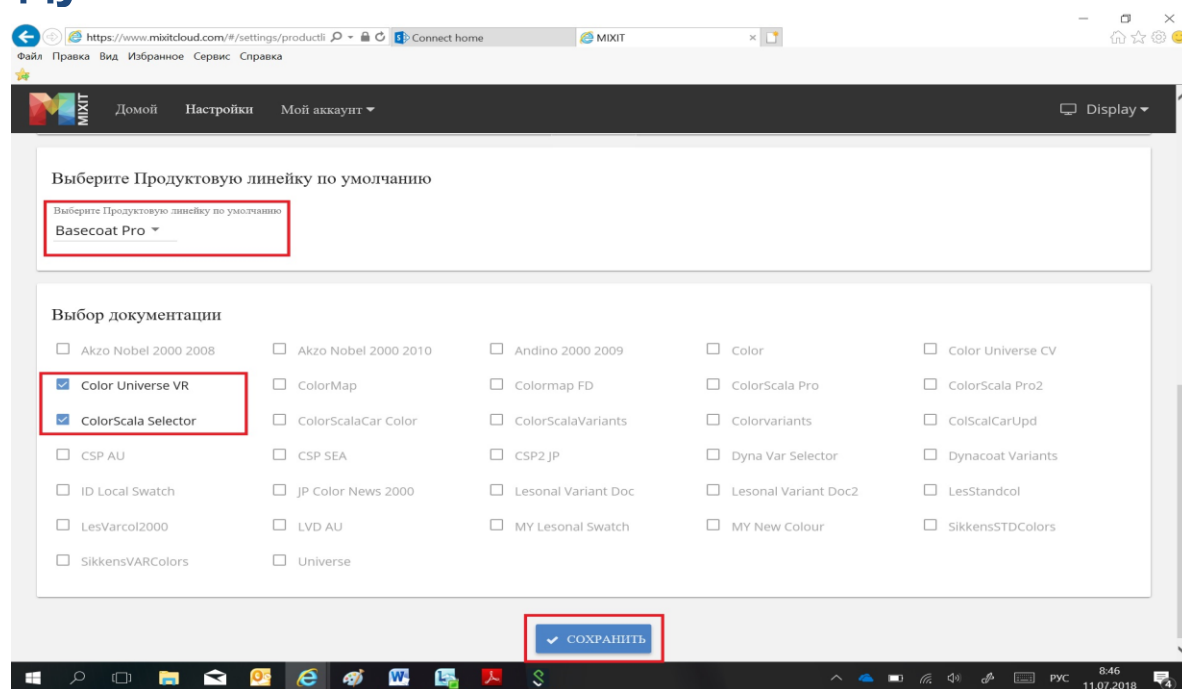 https://www.mixitcloud.com/#/settings/productli
Connect home
MIXIT
Файл Правка Вид Избранное Сервис Справка
MIXIT
Домой Настройки Мой аккаунт Display
Выберите Продуктовую линейку по умолчанию
Выберите Продуктовую линейку по умолчанию
Basecoat Pro
Выбор документации
Akzo Nobel 2000 2008 Akzo Nobel 2000 2010 Andino 2000 2009 Color Color Universe CV
Color Universe VR ColorMap Colormap FD ColorScala Pro ColorScala Pro2
ColorScala Selector ColorScalaCar Color ColorScalaVariants Colorvariants ColScalCarUpd
CSP AU CSP SEA CSP2 JP Dyna Var Selector Dynacoat Variants
ID Local Swatch JP Color News 2000 Lesonal Variant Doc Lesonal Variant Doc2 LesStandcol
LesVarcol2000 LVD AU MY Lesonal Swatch MY New Colour SikkensSTDColors
SikkensVARColors Universe
СОХРАНИТЬ
РУС
8:46
11.07.2018
4